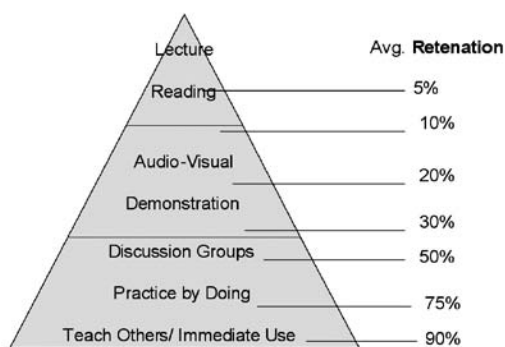 Lecture
Avg. Retenation
Reading
5%
10%
Audio-Visual
20%
Demonstration
30%
Discussion Groups
50%
Practice by Doing
75%
Teach Others/ Immediate Use
90%